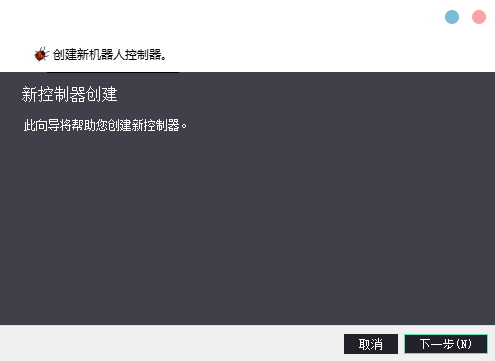 创建新机器人控制器。
新控制器创建
此向导将帮助您创建新控制器。
取消
下一步(N)